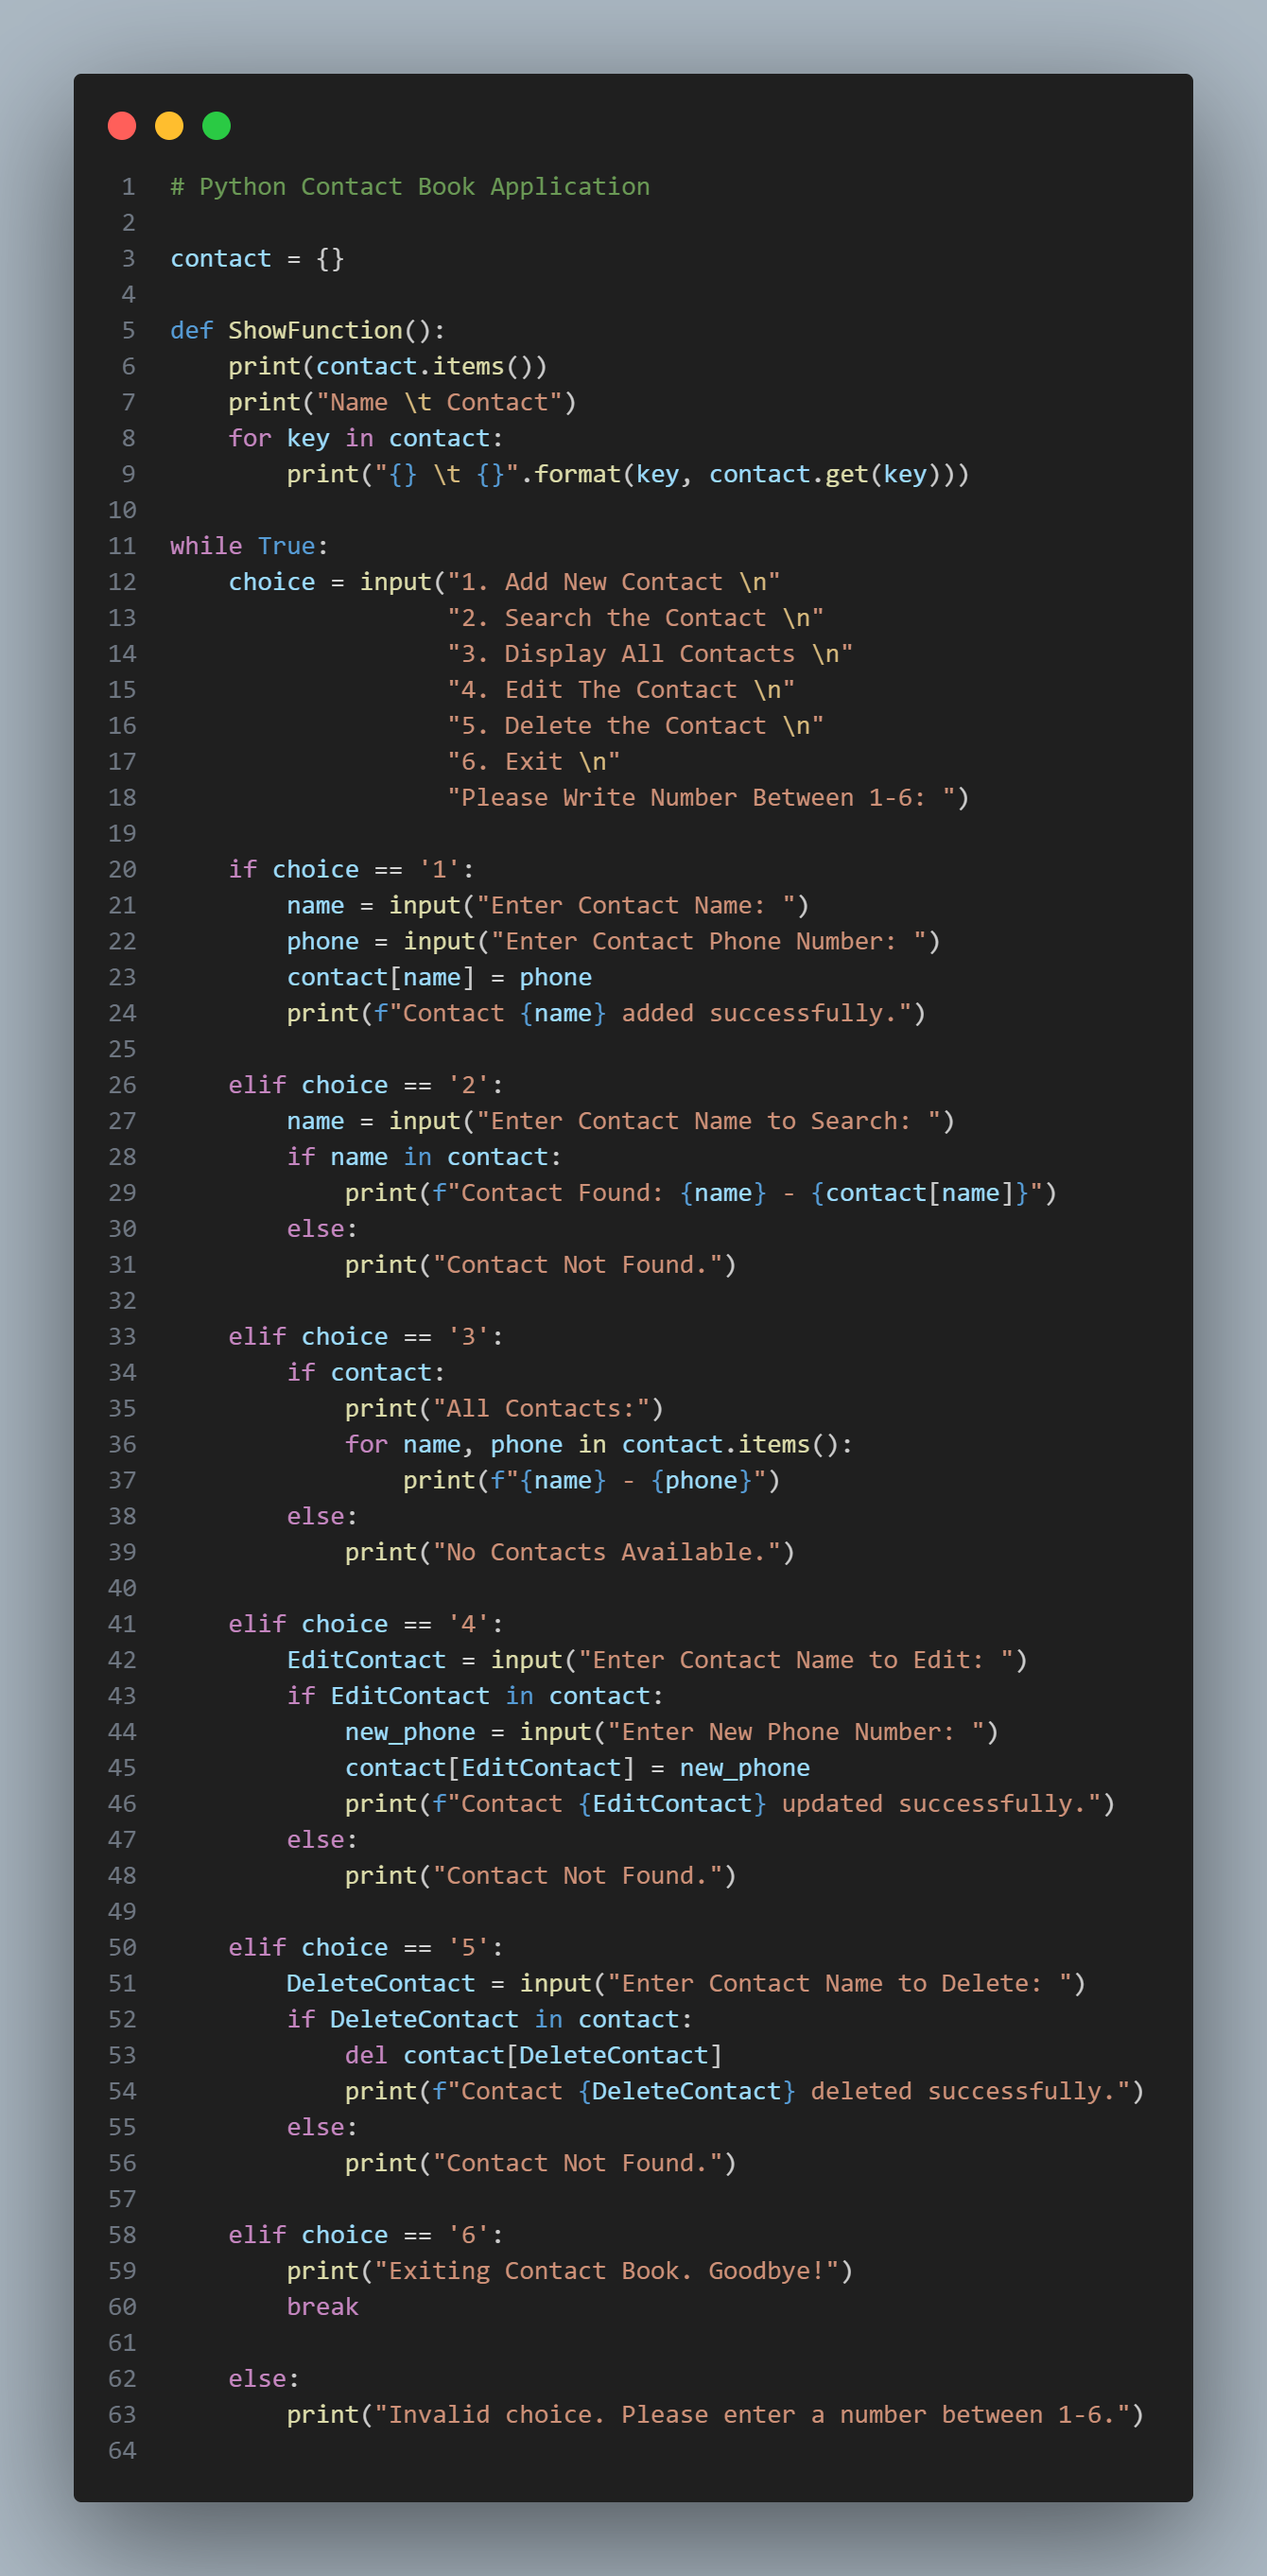 1 # Python Contact Book Application
2
3 contact = {}
4
5 def ShowFunction():
6     print(contact.items())
7     print("Name \t Contact")
8     for key in contact:
9         print("{} \t {}".format(key, contact.get(key)))
10
11 while True:
12     choice = input("1. Add New Contact \n"
13                    "2. Search the Contact \n"
14                    "3. Display All Contacts \n"
15                    "4. Edit The Contact \n"
16                    "5. Delete the Contact \n"
17                    "6. Exit \n"
18                    "Please Write Number Between 1-6: ")
19
20     if choice == '1':
21         name = input("Enter Contact Name: ")
22         phone = input("Enter Contact Phone Number: ")
23         contact[name] = phone
24         print(f"Contact {name} added successfully.")
25
26     elif choice == '2':
27         name = input("Enter Contact Name to Search: ")
28         if name in contact:
29             print(f"Contact Found: {name} - {contact[name]}")
30         else:
31             print("Contact Not Found.")
32
33     elif choice == '3':
34         if contact:
35             print("All Contacts:")
36             for name, phone in contact.items():
37                 print(f"{name} - {phone}")
38         else:
39             print("No Contacts Available.")
40
41     elif choice == '4':
42         EditContact = input("Enter Contact Name to Edit: ")
43         if EditContact in contact:
44             new_phone = input("Enter New Phone Number: ")
45             contact[EditContact] = new_phone
46             print(f"Contact {EditContact} updated successfully.")
47         else:
48             print("Contact Not Found.")
49
50     elif choice == '5':
51         DeleteContact = input("Enter Contact Name to Delete: ")
52         if DeleteContact in contact:
53             del contact[DeleteContact]
54             print(f"Contact {DeleteContact} deleted successfully.")
55         else:
56             print("Contact Not Found.")
57
58     elif choice == '6':
59         print("Exiting Contact Book. Goodbye!")
60         break
61
62     else:
63         print("Invalid choice. Please enter a number between 1-6.")
64